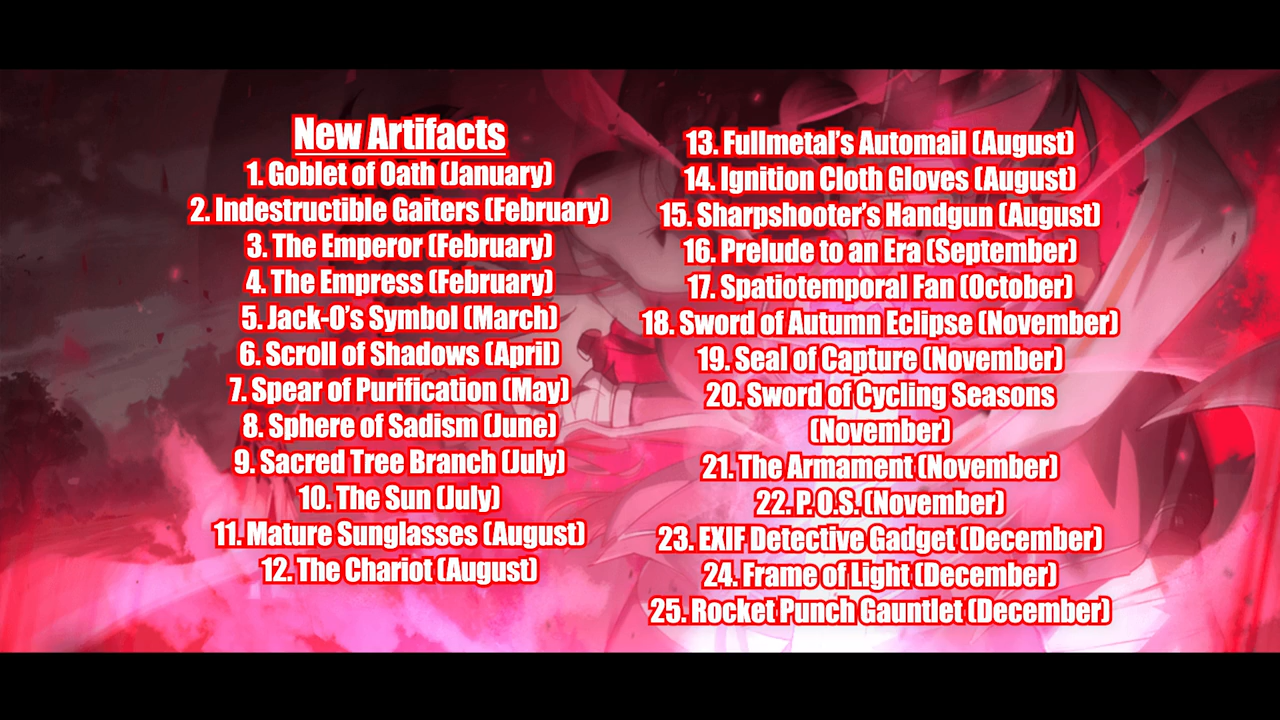 New Artifacts
1. Goblet of Oath (January)
2. Indestructible Gaiters (February)
3. The Emperor (February)
4. The Empress (February)
5. Jack-O's Symbol (March)
6. Scroll of Shadows (April)
7. Spear of Purification (May)
8. Sphere of Sadism (June)
9. Sacred Tree Branch (July)
10. The Sun (July)
11. Mature Sunglasses (August)
12. The Chariot (August)
13. Fullmetal's Automail (August)
14. Ignition Cloth Gloves (August)
15. Sharpshooter's Handgun (August)
16. Prelude to an Era (September)
17. Spatiotemporal Fan (October)
18. Sword of Autumn Eclipse (November)
19. Seal of Capture (November)
20. Sword of Cycling Seasons
(November)
21. The Armament (November)
22. P.O.S. (November)
23. EXIF Detective Gadget (December)
24. Frame of Light (December)
25. Rocket Punch Gauntlet (December)